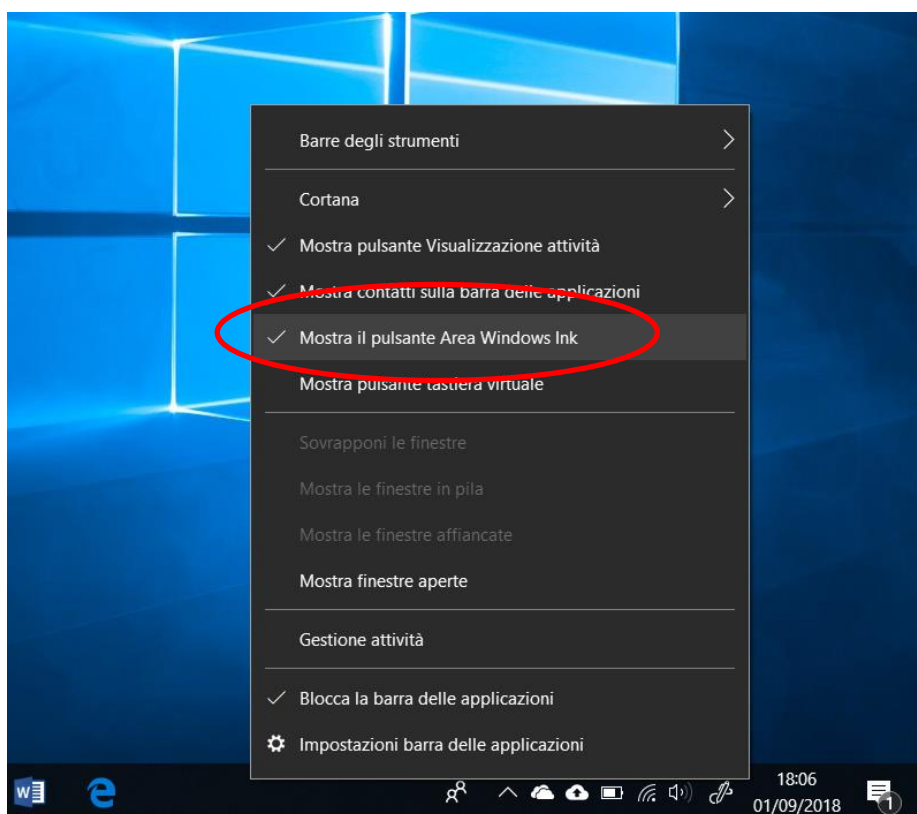 Barre degli strumenti
Cortana
Mostra pulsante Visualizzazione attività
Mostra contatti sulla barra delle applicazioni
Mostra il pulsante Area Windows Ink
Mostra pulsante tastiera virtuale
Sovrapponi le finestre
Mostra le finestre in pila
Mostra le finestre affiancate
Mostra finestre aperte
Gestione attività
Blocca la barra delle applicazioni
Impostazioni barra delle applicazioni
W
18:06
01/09/2018
1